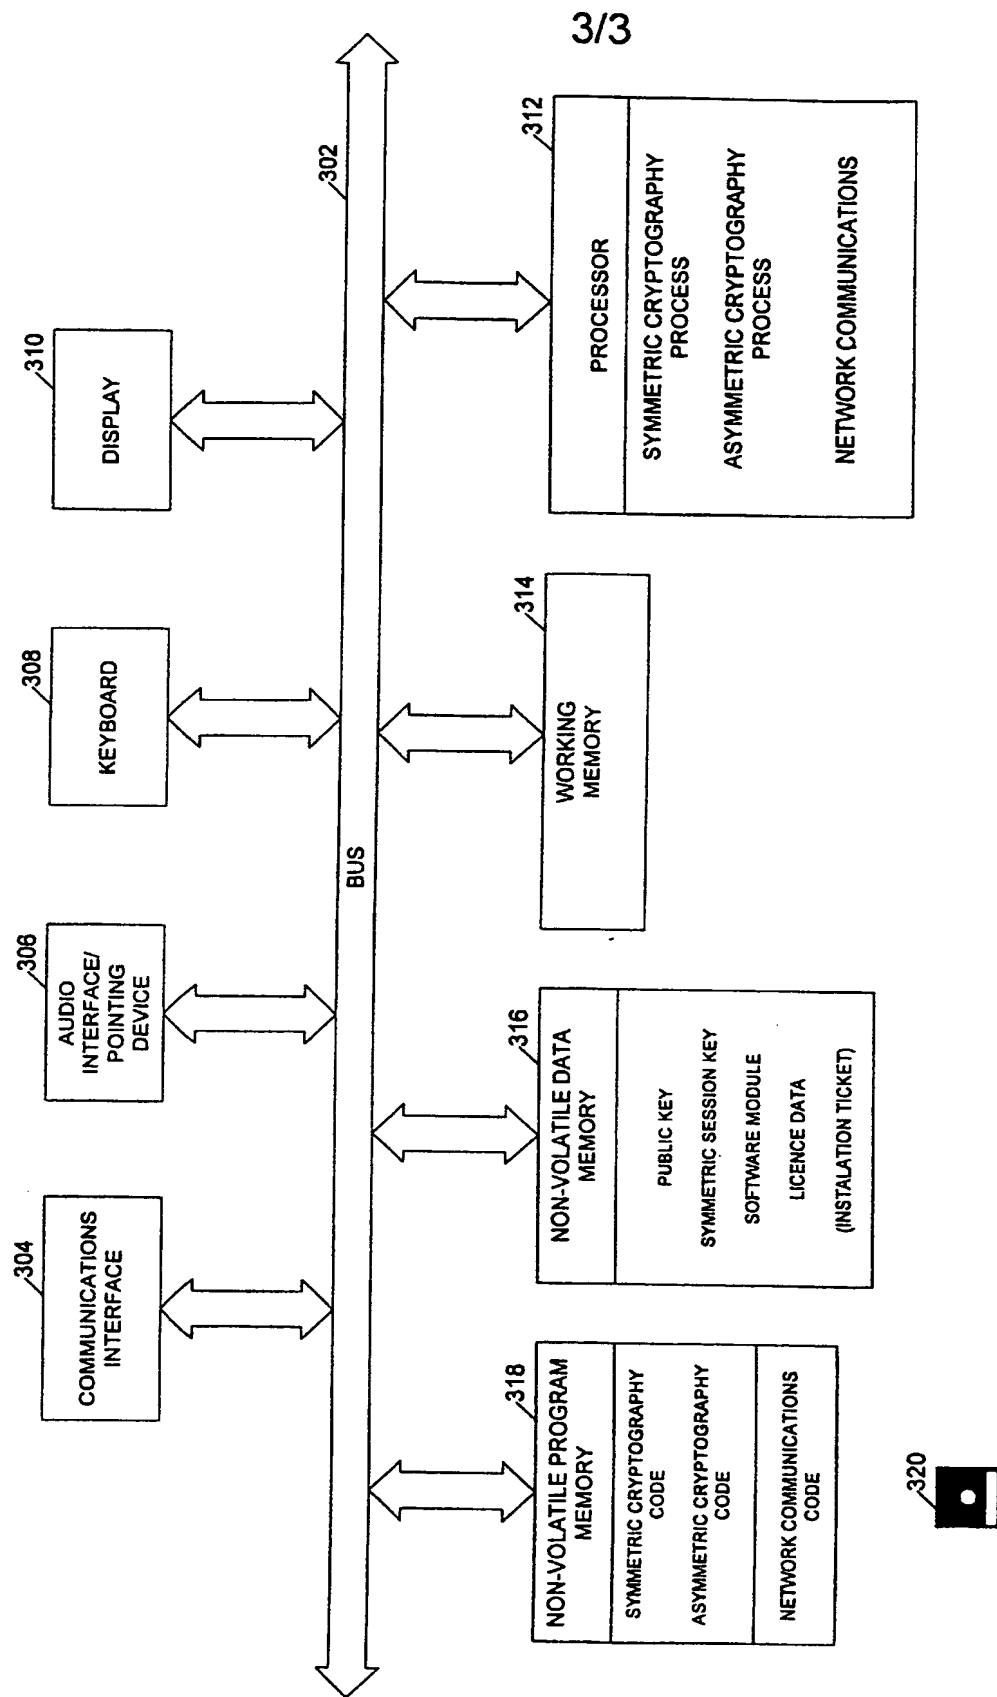 3/3
304
COMMUNICATIONS
INTERFACE
306
AUDIO
INTERFACE/
POINTING
DEVICE
308
KEYBOARD
310
DISPLAY
BUS
302
318
NON-VOLATILE PROGRAM
MEMORY
SYMMETRIC CRYPTOGRAPHY
CODE
ASYMMETRIC CRYPTOGRAPHY
CODE
NETWORK COMMUNICATIONS
CODE
316
NON-VOLATILE DATA
MEMORY
PUBLIC KEY
SYMMETRIC SESSION KEY
SOFTWARE MODULE
LICENCE DATA
(INSTALATION TICKET)
314
WORKING
MEMORY
312
PROCESSOR
SYMMETRIC CRYPTOGRAPHY
PROCESS
ASYMMETRIC CRYPTOGRAPHY
PROCESS
NETWORK COMMUNICATIONS
320